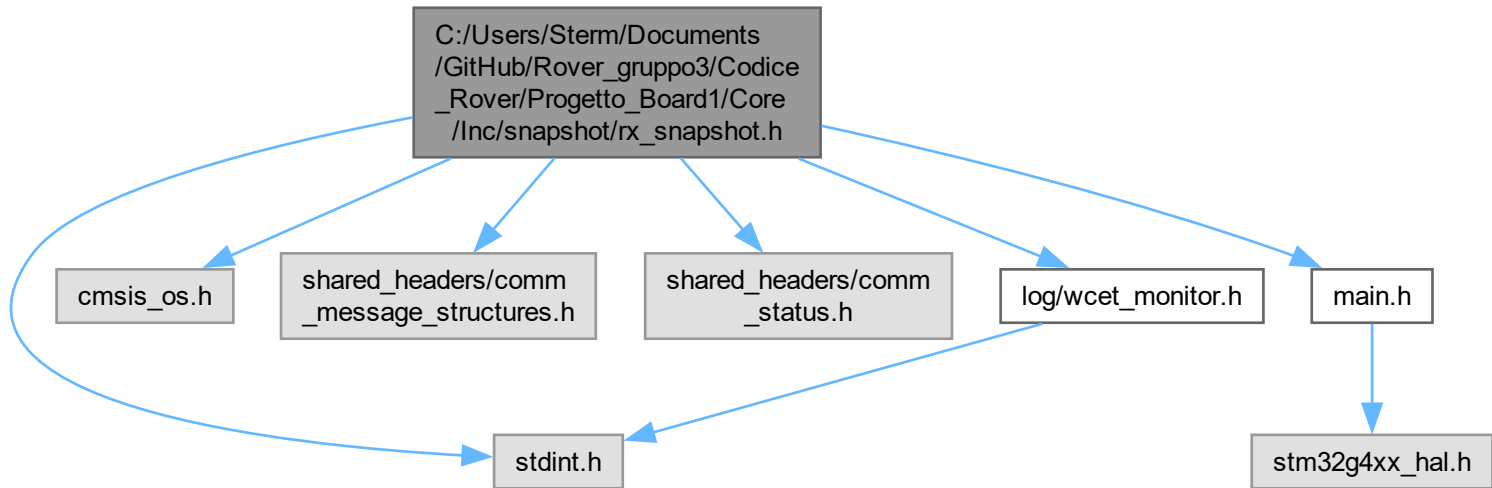 C:/Users/Sterm/Documents
/GitHub/Rover_gruppo3/Codice
_Rover/Progetto_Board1/Core
/Inc/snapshot/rx_snapshot.h
cmsis_os.h
shared_headers/comm
_message_structures.h
shared_headers/comm
_status.h
log/wcet_monitor.h
main.h
stdint.h
stm32g4xx_hal.h